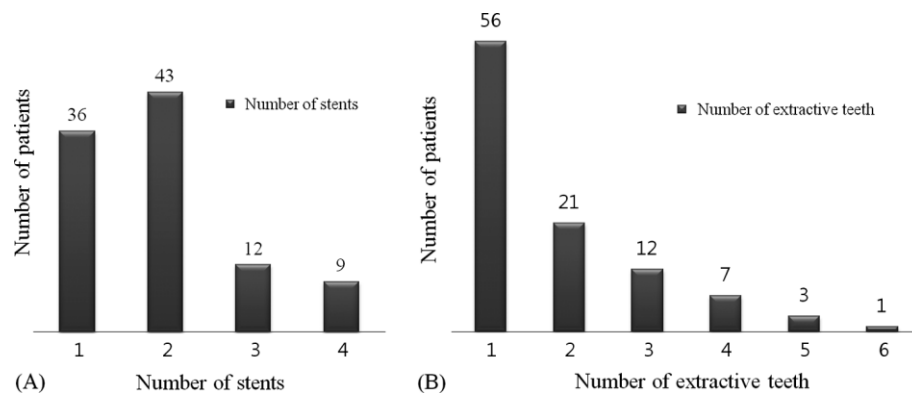 Number of patients
36
43
12
9
Number of stents
1 2 3 4
(A) Number of stents
Number of patients
56
21
12
7
3
1
Number of extractive teeth
1 2 3 4 5 6
(B) Number of extractive teeth